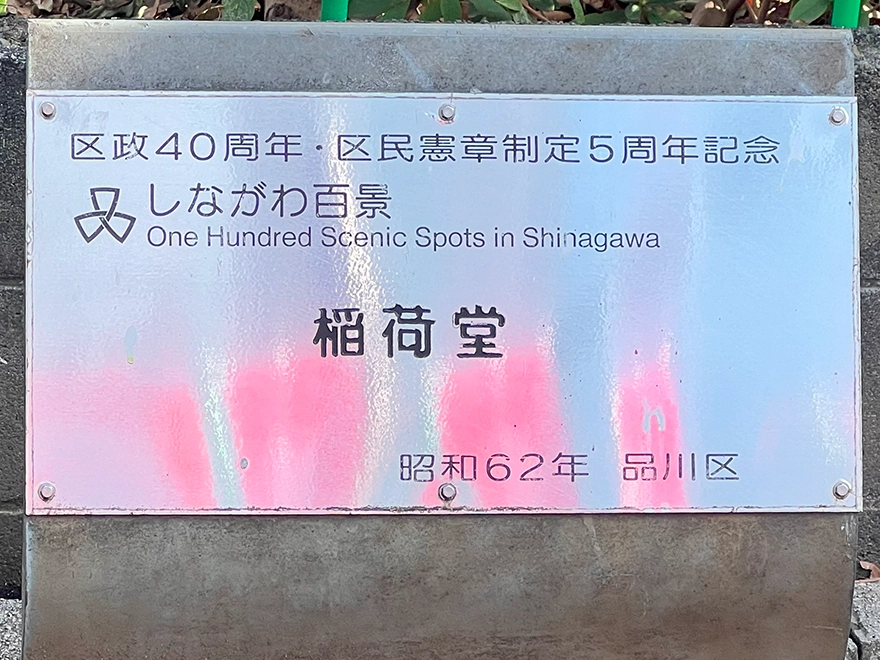 区政40周年・区民憲章制定5周年記念
しながわ百景
One Hundred Scenic Spots in Shinagawa
稲荷堂
昭和62年 品川区